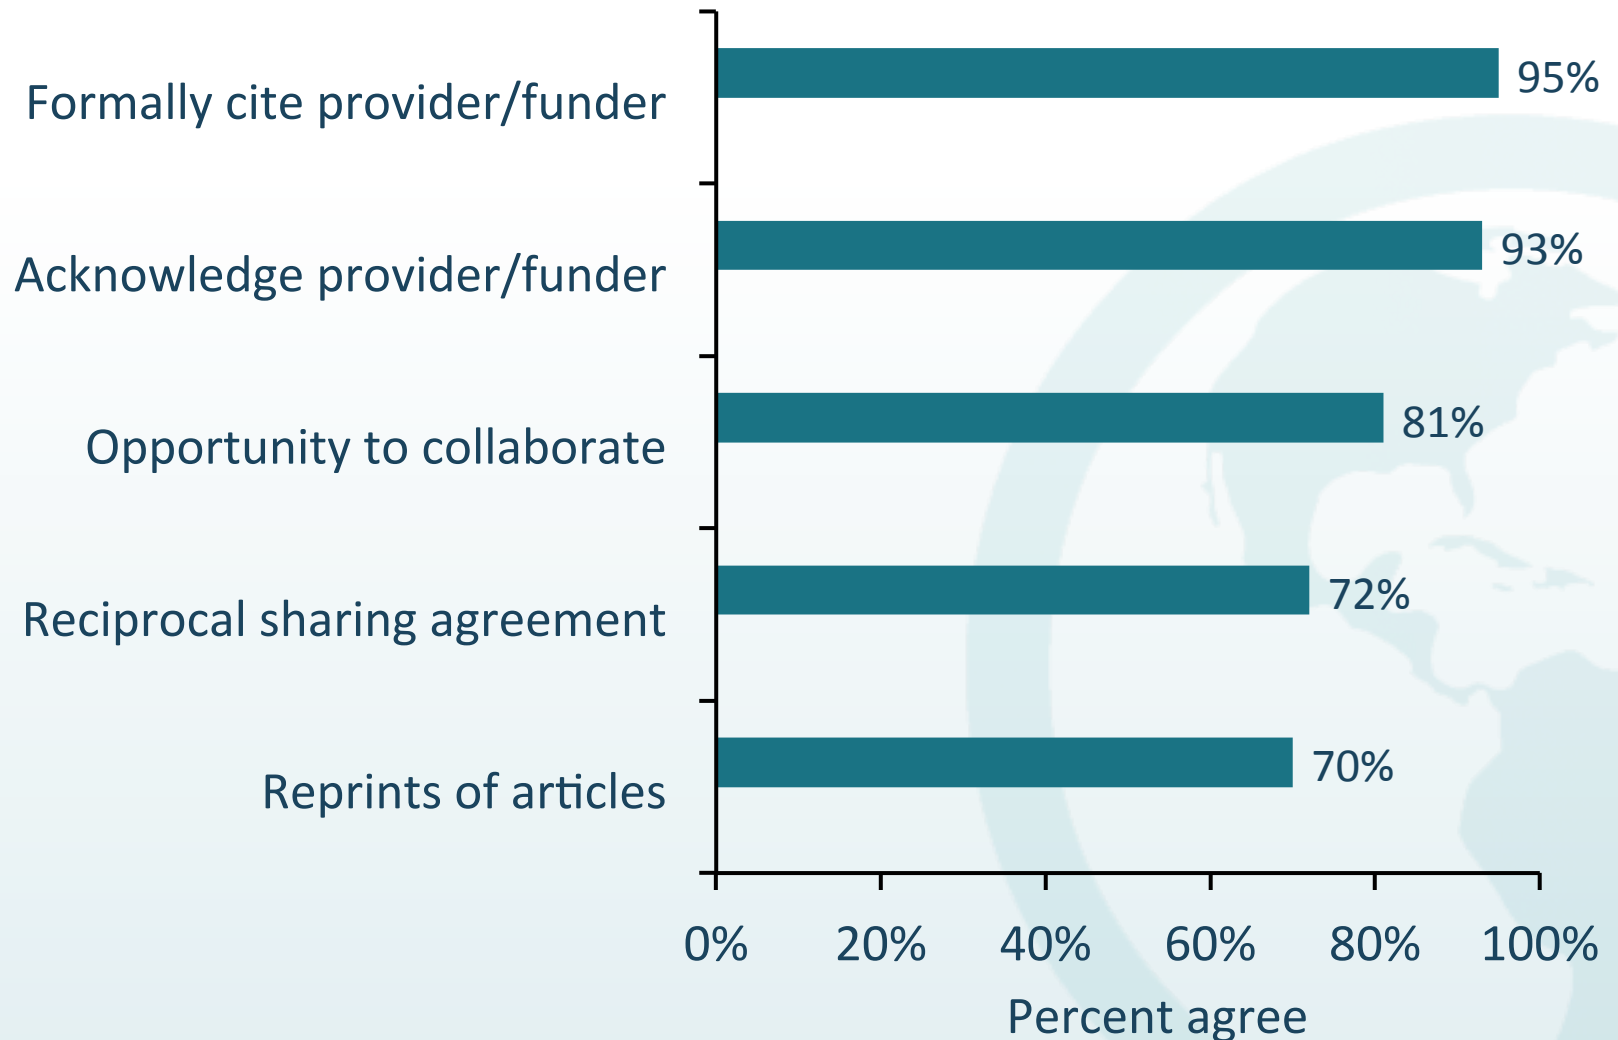 Formally cite provider/funder 95%
Acknowledge provider/funder 93%
Opportunity to collaborate 81%
Reciprocal sharing agreement 72%
Reprints of articles 70%
0% 20% 40% 60% 80% 100%
Percent agree